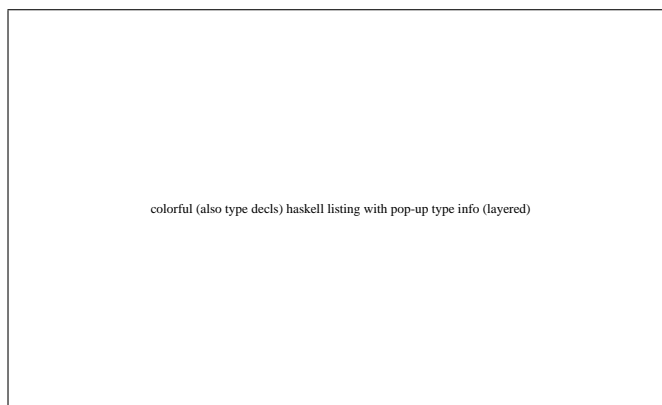 colorful (also type decls) haskell listing with pop-up type info (layered)